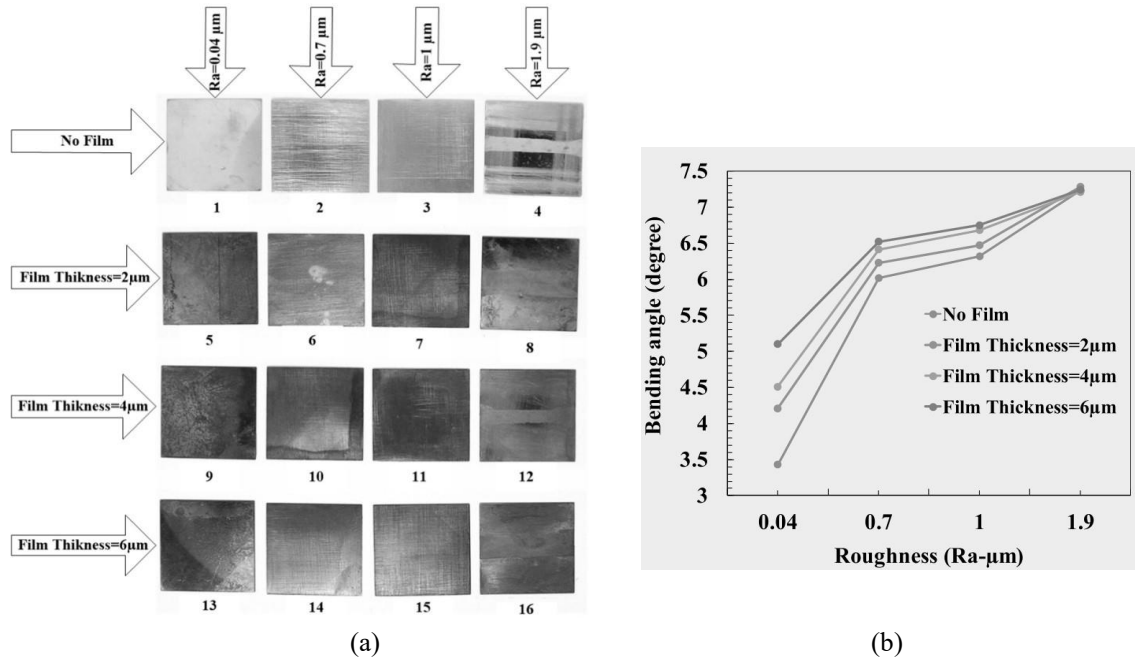 Ra=0.04 µm
Ra=0.7 µm
Ra=1 µm
Ra=1.9 µm
No Film
1 2 3 4
Film Thikness=2µm
5 6 7 8
Film Thikness=4µm
9 10 11 12
Film Thikness=6µm
13 14 15 16
(a)
7.5
7
6.5
6
5.5
5
4.5
4
3.5
3
Bending angle (degree)
No Film
Film Thickness=2µm
Film Thickness=4µm
Film Thickness=6µm
0.04 0.7 1 1.9
Roughness (Ra-µm)
(b)